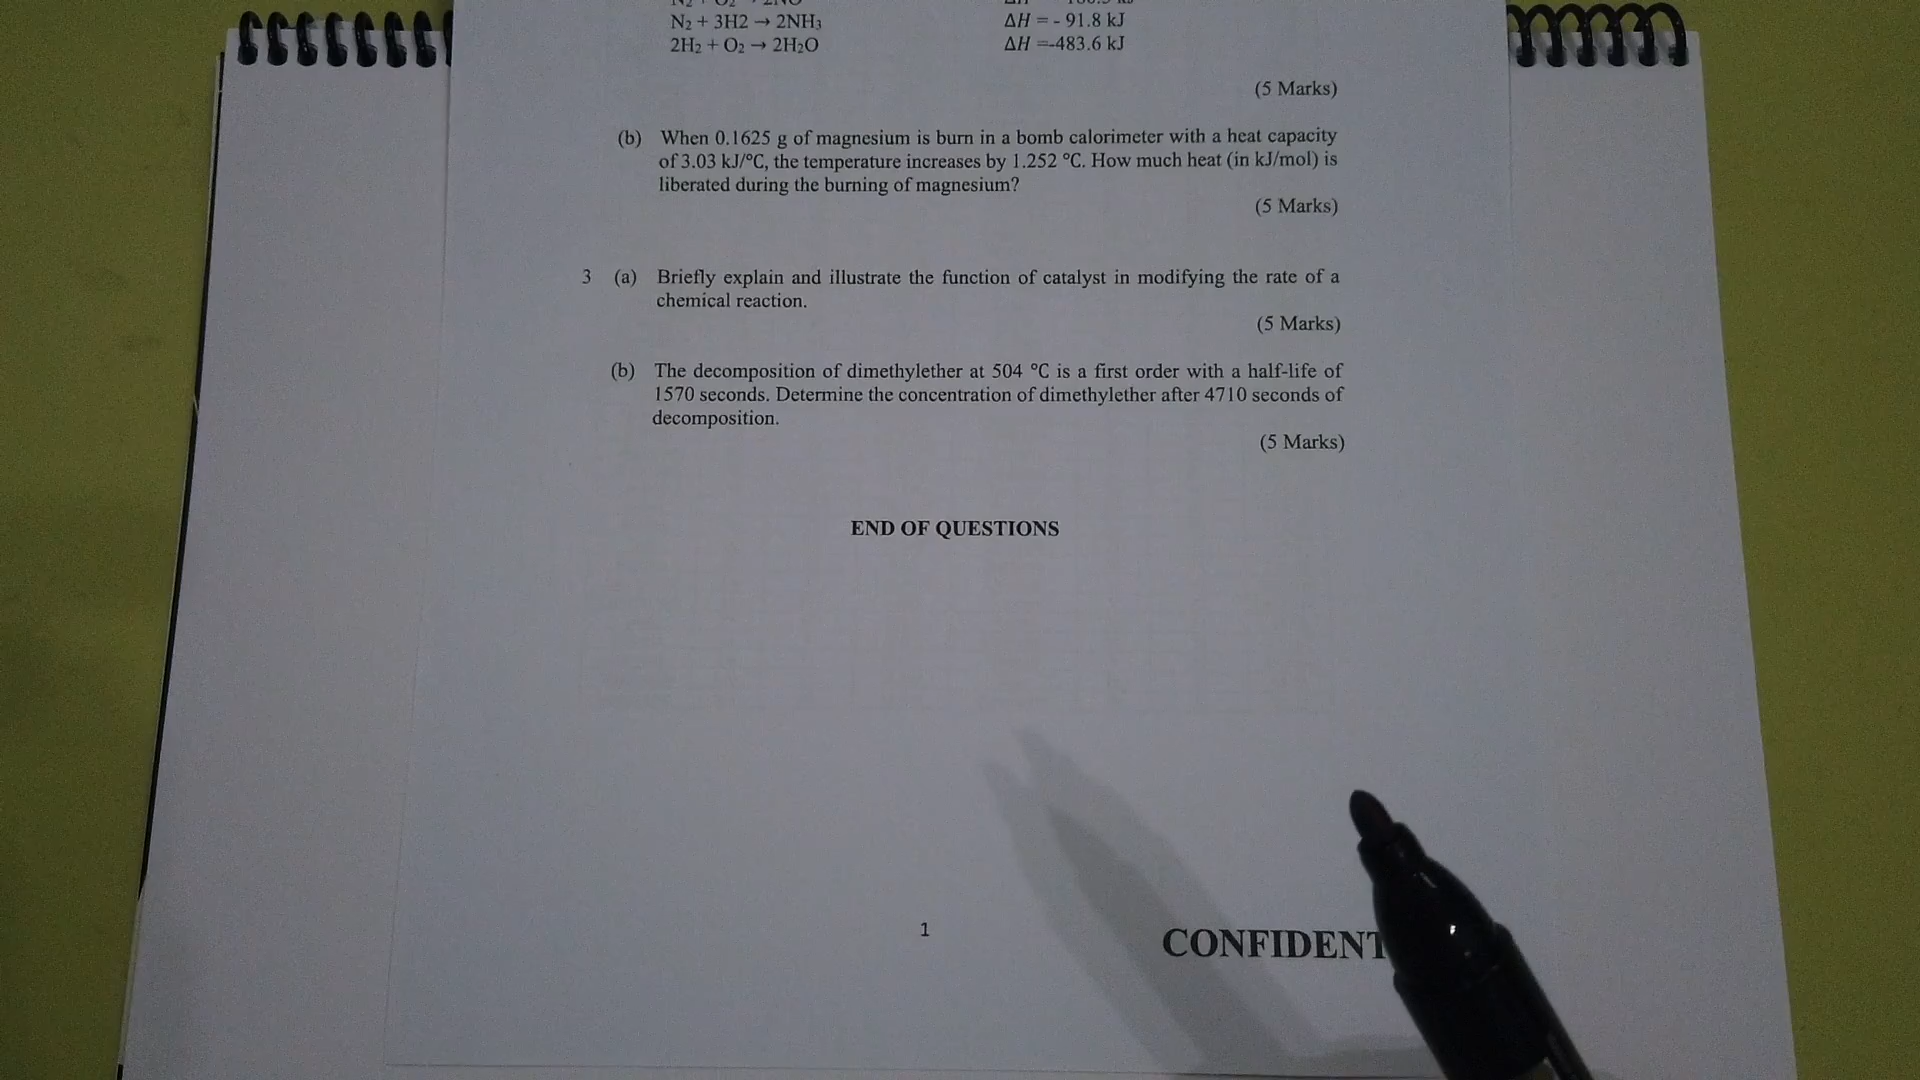 N₂ + 3H2 → 2NH₃ ΔH = - 91.8 kJ
2H₂ + O₂ → 2H₂O ΔH =-483.6 kJ
(5 Marks)
(b) When 0.1625 g of magnesium is burn in a bomb calorimeter with a heat capacity
of 3.03 kJ/°C, the temperature increases by 1.252 °C. How much heat (in kJ/mol) is
liberated during the burning of magnesium?
(5 Marks)
3 (a) Briefly explain and illustrate the function of catalyst in modifying the rate of a
chemical reaction.
(5 Marks)
(b) The decomposition of dimethylether at 504 °C is a first order with a half-life of
1570 seconds. Determine the concentration of dimethylether after 4710 seconds of
decomposition.
(5 Marks)
END OF QUESTIONS
1
CONFIDENT